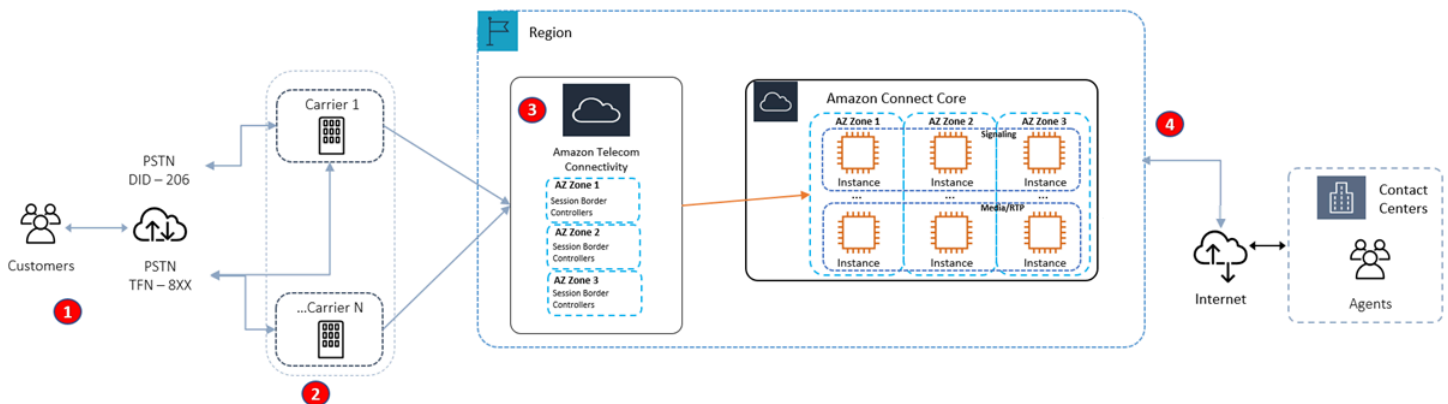 Customers
1
PSTN
DID – 206
PSTN
TFN – 8XX
Carrier 1
...Carrier N
2
Region
3
Amazon Telecom
Connectivity
AZ Zone 1
Session Border
Controllers
AZ Zone 2
Session Border
Controllers
AZ Zone 3
Session Border
Controllers
Amazon Connect Core
AZ Zone 1
AZ Zone 2
AZ Zone 3
Signaling
Instance
Instance
Instance
...
...
...
Media/RTP
Instance
Instance
Instance
4
Internet
Contact
Centers
Agents